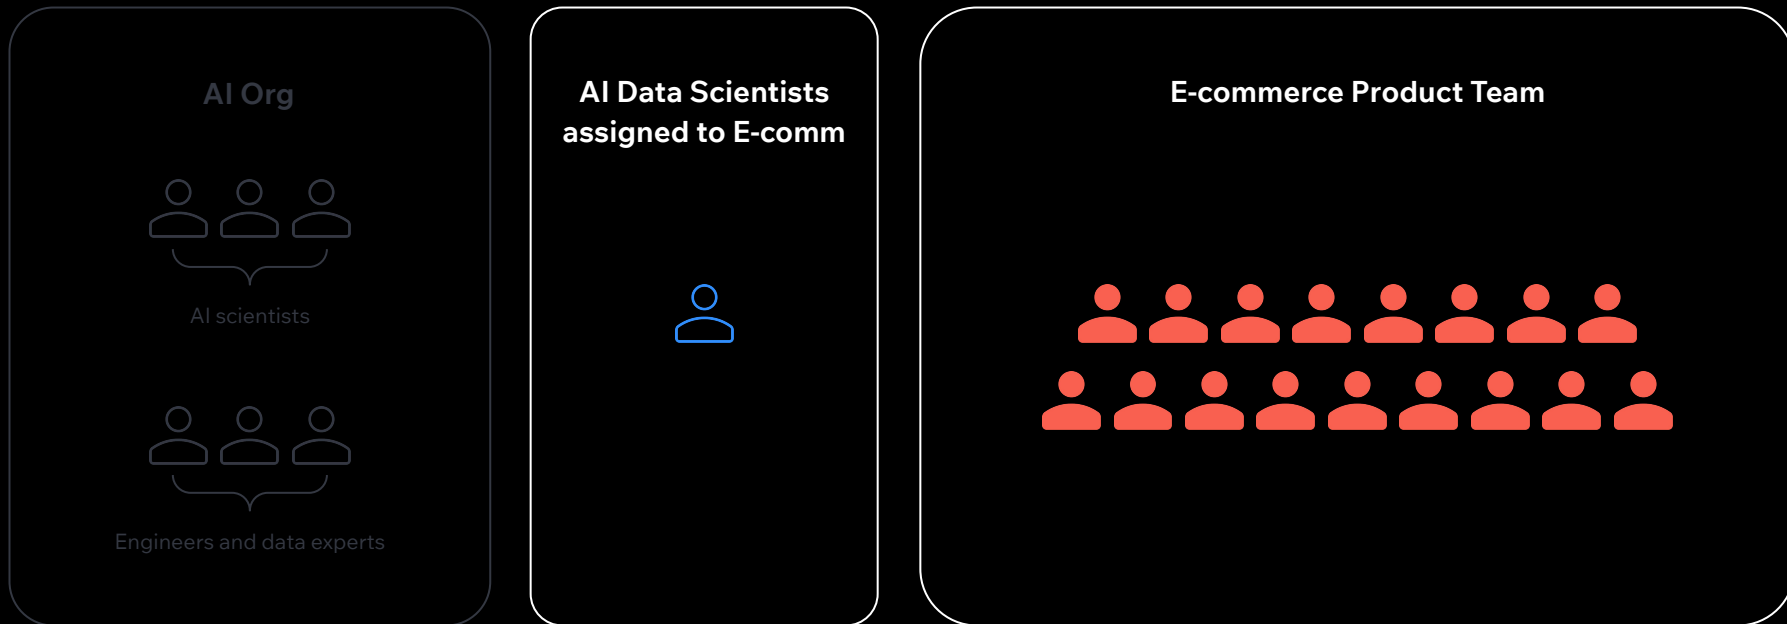 AI Org
AI scientists
Engineers and data experts
AI Data Scientists
assigned to E-comm
E-commerce Product Team